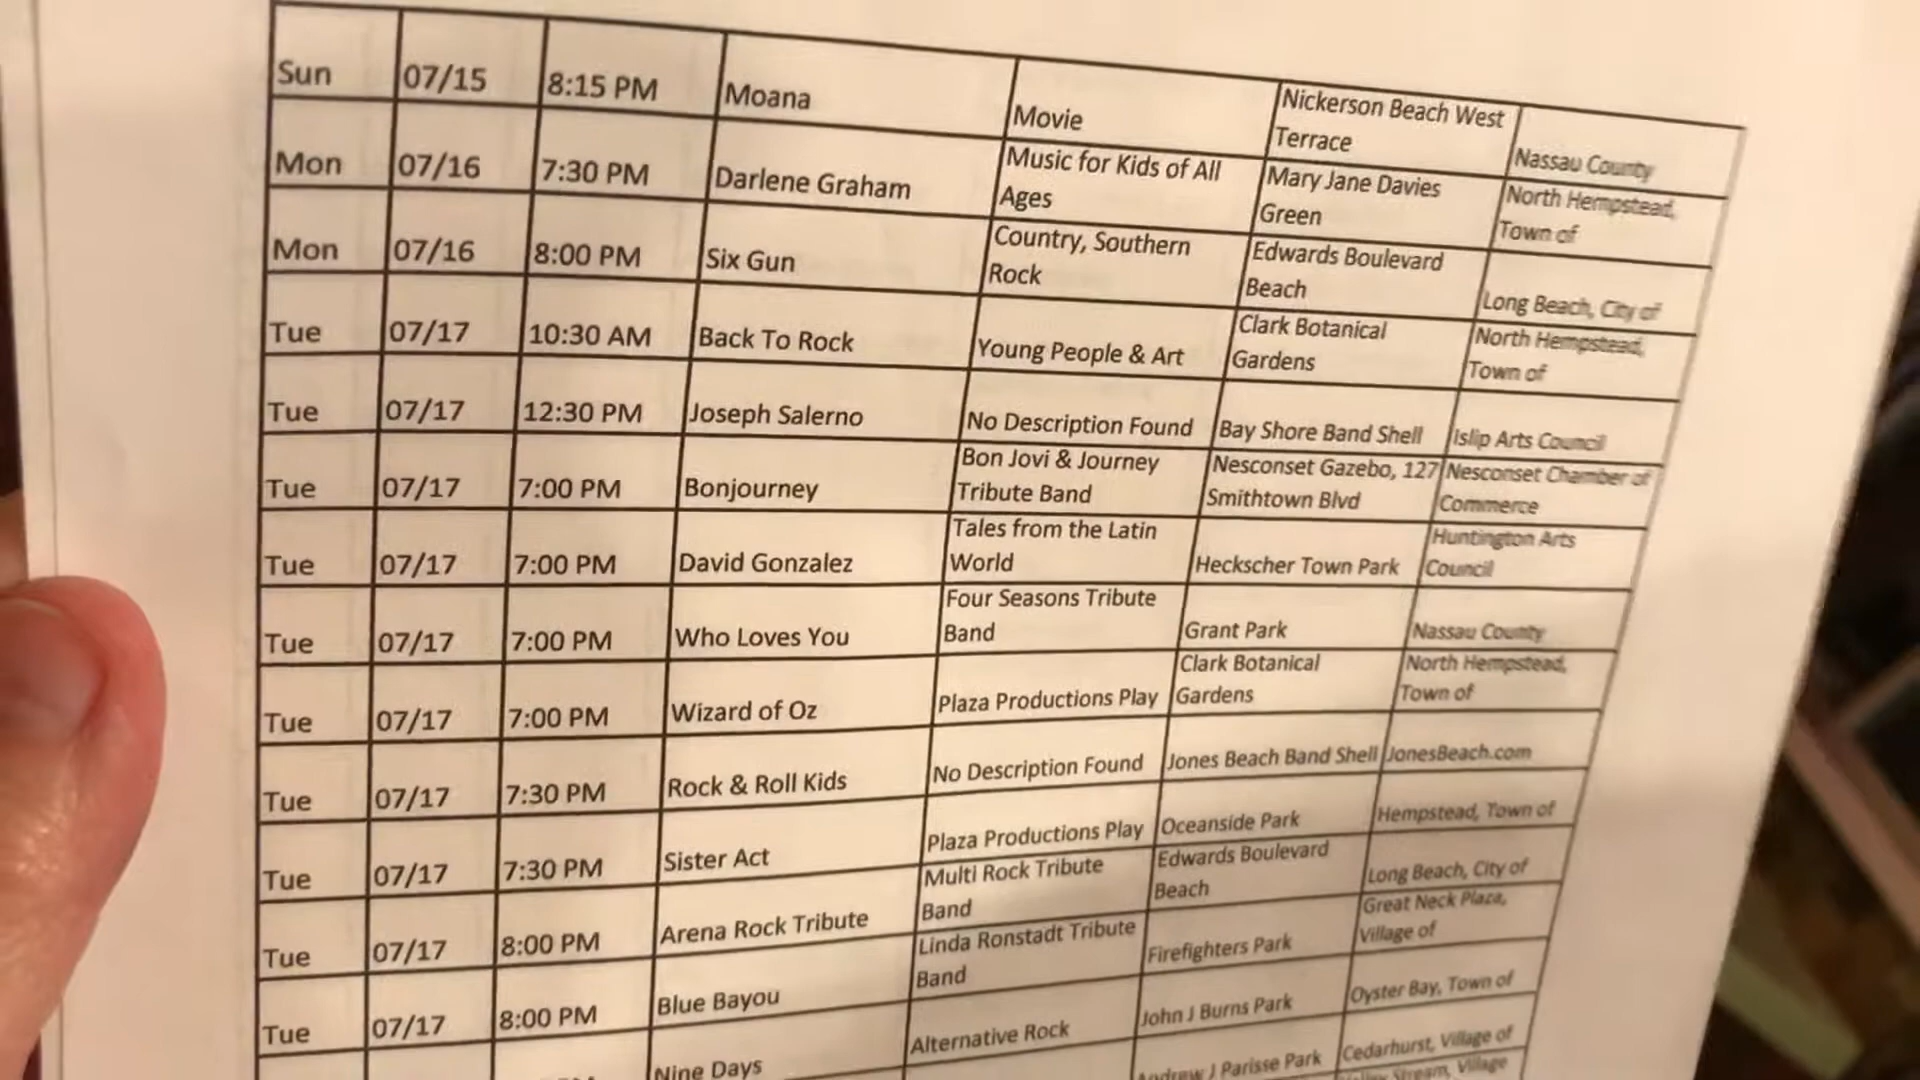 Sun 07/15 8:15 PM Moana Movie Nickerson Beach West Terrace Nassau County
Mon 07/16 7:30 PM Darlene Graham Music for Kids of All Ages Mary Jane Davies Green North Hempstead, Town of
Mon 07/16 8:00 PM Six Gun Country, Southern Rock Edwards Boulevard Beach Long Beach, City of
Tue 07/17 10:30 AM Back To Rock Young People & Art Clark Botanical Gardens North Hempstead, Town of
Tue 07/17 12:30 PM Joseph Salerno No Description Found Bay Shore Band Shell Islip Arts Council
Tue 07/17 7:00 PM Bonjourney Bon Jovi & Journey Tribute Band Nesconset Gazebo, 127 Smithtown Blvd Nesconset Chamber of Commerce
Tue 07/17 7:00 PM David Gonzalez Tales from the Latin World Heckscher Town Park Huntington Arts Council
Tue 07/17 7:00 PM Who Loves You Four Seasons Tribute Band Grant Park Nassau County
Tue 07/17 7:00 PM Wizard of Oz Plaza Productions Play Clark Botanical Gardens North Hempstead, Town of
Tue 07/17 7:30 PM Rock & Roll Kids No Description Found Jones Beach Band Shell JonesBeach.com
Tue 07/17 7:30 PM Sister Act Plaza Productions Play Oceanside Park Hempstead, Town of
Tue 07/17 8:00 PM Arena Rock Tribute Multi Rock Tribute Band Edwards Boulevard Beach Long Beach, City of
Tue 07/17 8:00 PM Blue Bayou Linda Ronstadt Tribute Band Firefighters Park Great Neck Plaza, Village of
Nine Days Alternative Rock John J Burns Park Oyster Bay, Town of
Andrew J Parisse Park Cedarhurst, Village of
Stream, Village